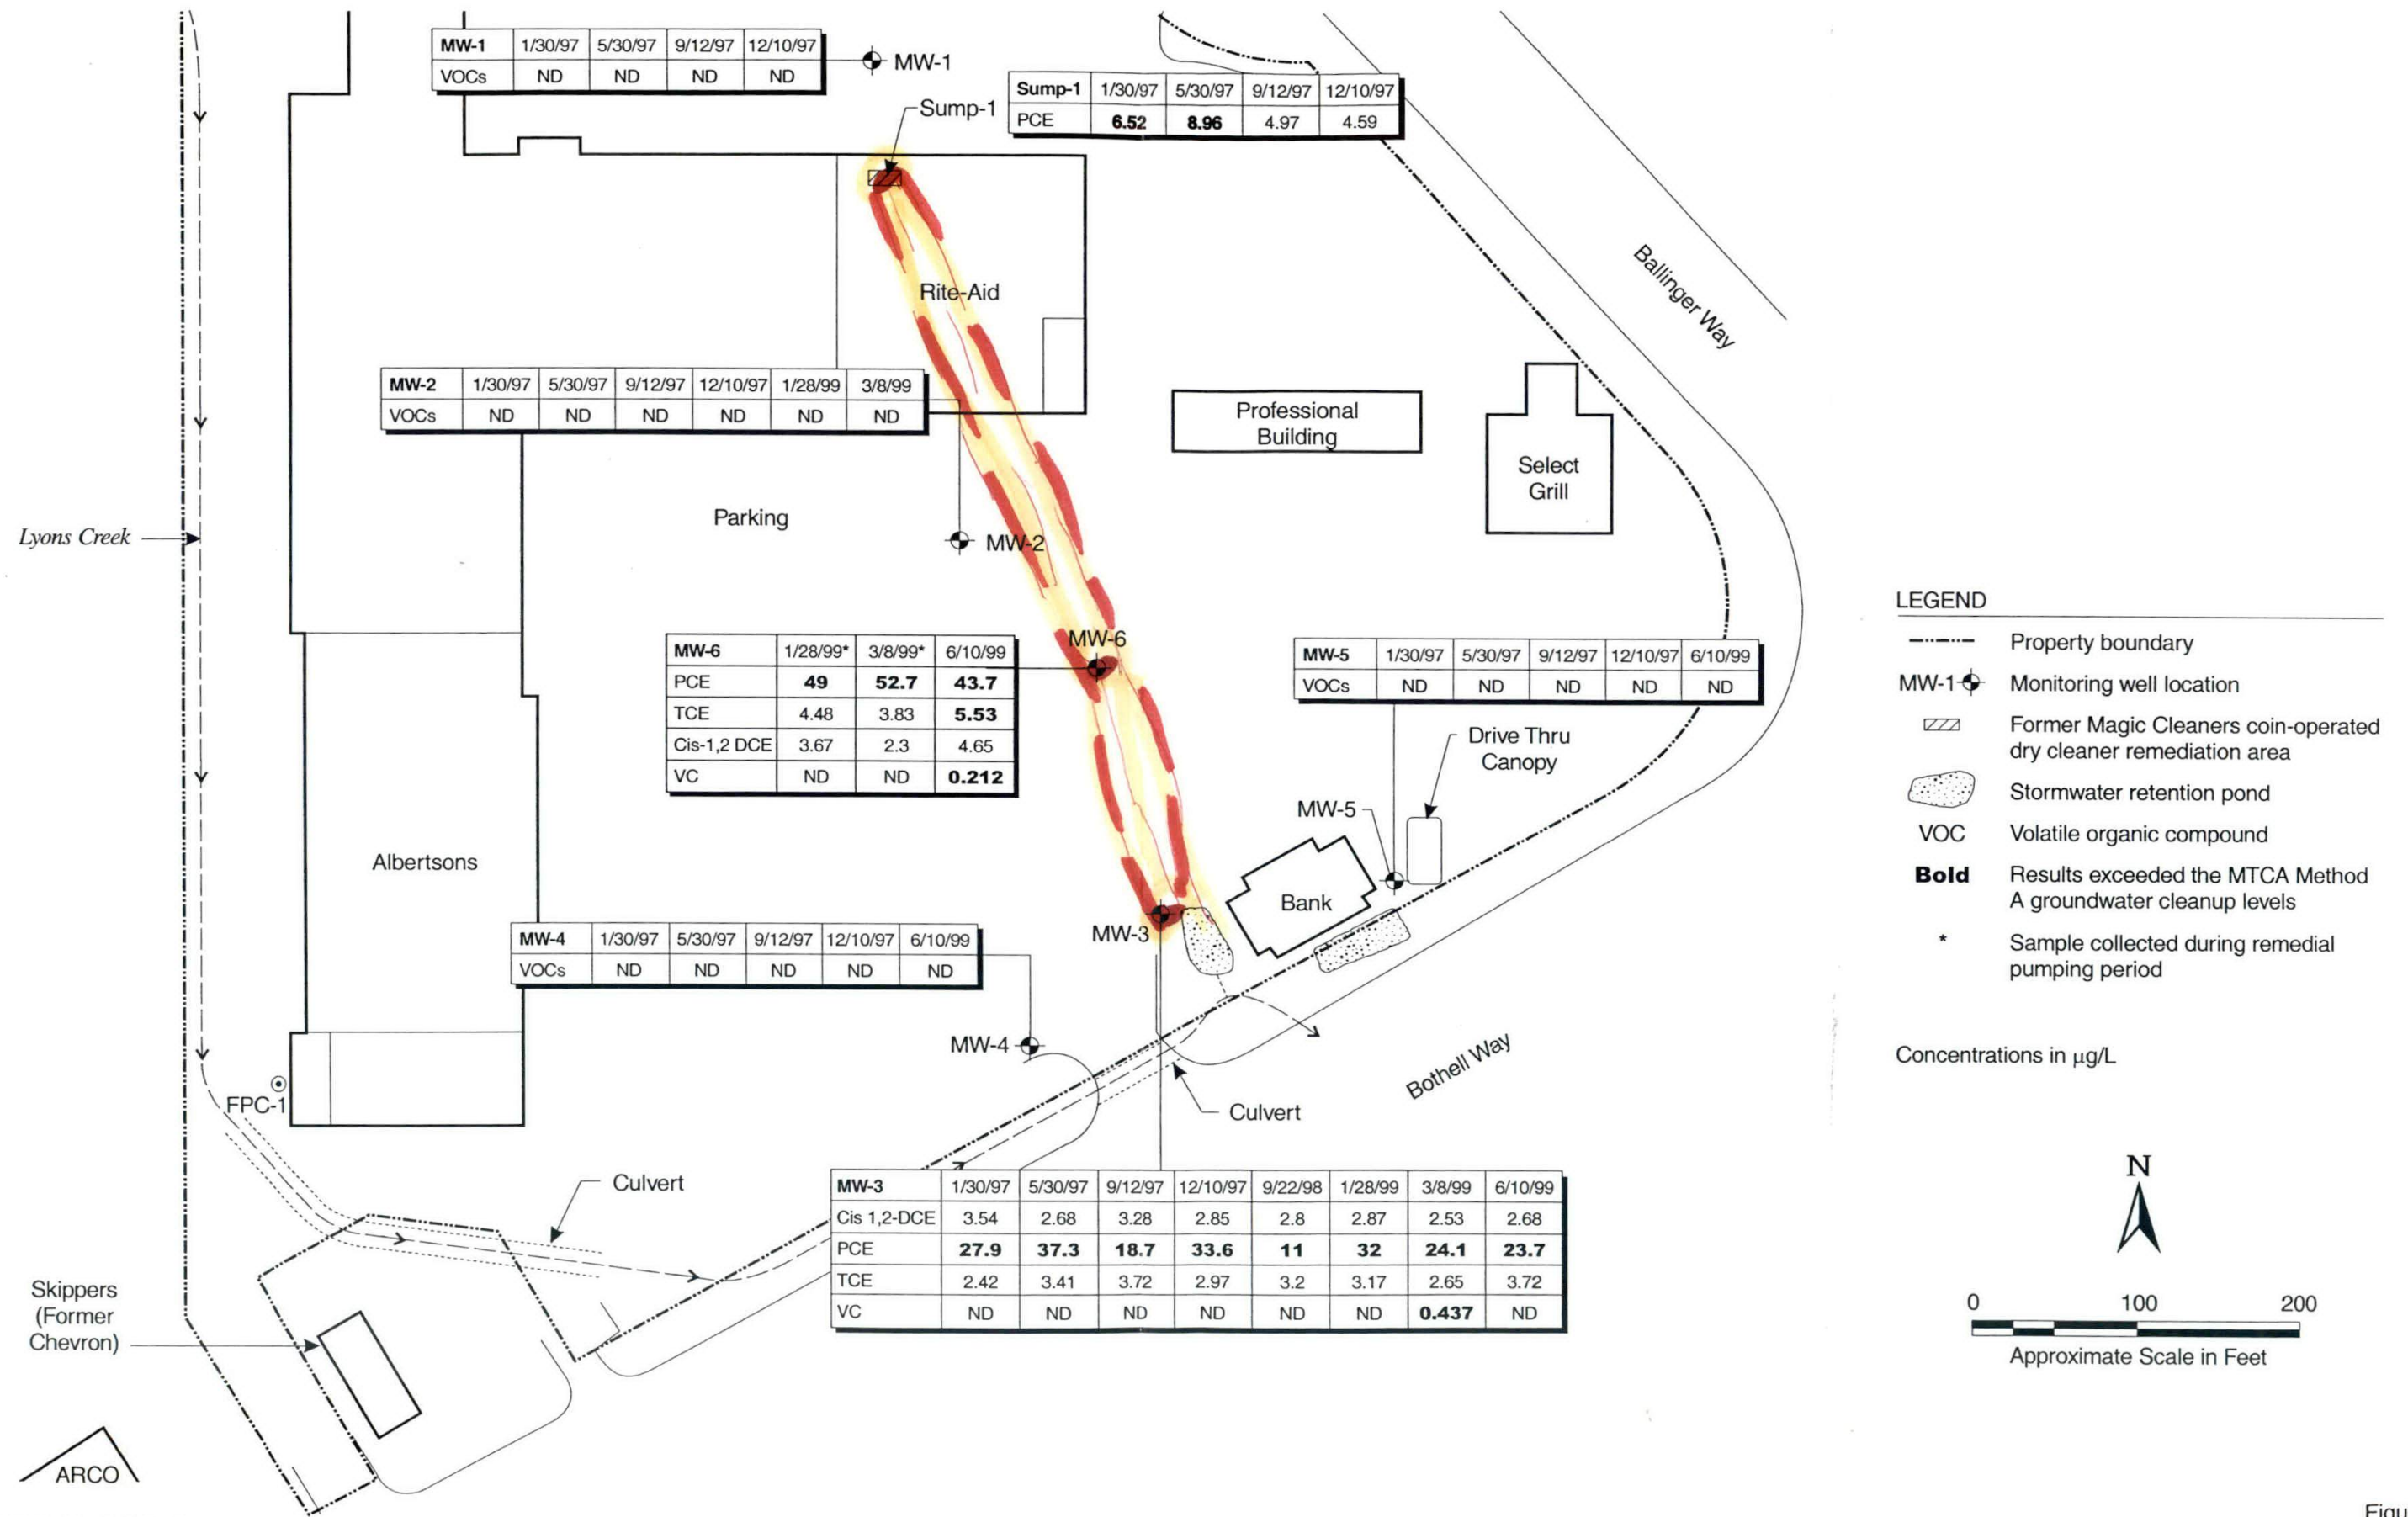 MW-1 1/30/97 5/30/97 9/12/97 12/10/97
VOCs ND ND ND ND
MW-1
Sump-1
Sump-1 1/30/97 5/30/97 9/12/97 12/10/97
PCE 6.52 8.96 4.97 4.59
Rite-Aid
Ballinger Way
MW-2 1/30/97 5/30/97 9/12/97 12/10/97 1/28/99 3/8/99
VOCs ND ND ND ND ND ND
Professional
Building
Select
Grill
Parking
Lyons Creek
MW-2
MW-6
MW-6 1/28/99* 3/8/99* 6/10/99
PCE 49 52.7 43.7
TCE 4.48 3.83 5.53
Cis-1,2 DCE 3.67 2.3 4.65
VC ND ND 0.212
MW-5 1/30/97 5/30/97 9/12/97 12/10/97 6/10/99
VOCs ND ND ND ND ND
Drive Thru
Canopy
MW-5
Albertsons
Bank
MW-3
MW-4 1/30/97 5/30/97 9/12/97 12/10/97 6/10/99
VOCs ND ND ND ND ND
MW-4
Bothell Way
FPC-1
Culvert
Culvert
MW-3 1/30/97 5/30/97 9/12/97 12/10/97 9/22/98 1/28/99 3/8/99 6/10/99
Cis 1,2-DCE 3.54 2.68 3.28 2.85 2.8 2.87 2.53 2.68
PCE 27.9 37.3 18.7 33.6 11 32 24.1 23.7
TCE 2.42 3.41 3.72 2.97 3.2 3.17 2.65 3.72
VC ND ND ND ND ND ND 0.437 ND
Skippers
(Former
Chevron)
ARCO
LEGEND
Property boundary
MW-1 Monitoring well location
Former Magic Cleaners coin-operated
dry cleaner remediation area
Stormwater retention pond
VOC Volatile organic compound
Bold Results exceeded the MTCA Method
A groundwater cleanup levels
* Sample collected during remedial
pumping period
Concentrations in µg/L
N
0 100 200
Approximate Scale in Feet